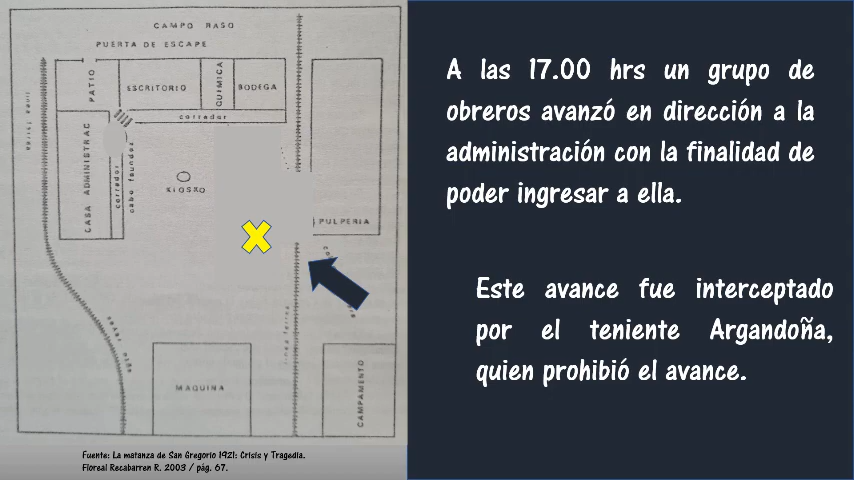 CAMPO RASO
PUERTA DE ESCAPE
PATIO
ESCRITORIO
QUIMICA
BODEGA
corredor
CASA ADMINISTRAC
corredor
cabo faundez
KIOSKO
PULPERIA
linea ferrea
MAQUINA
CAMPAMENTO
A las 17.00 hrs un grupo de
obreros avanzó en dirección a la
administración con la finalidad de
poder ingresar a ella.
Este avance fue interceptado
por el teniente Argandoña,
quien prohibió el avance.
Fuente: La matanza de San Gregorio 1921: Crisis y Tragedia.
Floreal Recabarren R. 2003 / pág. 67.